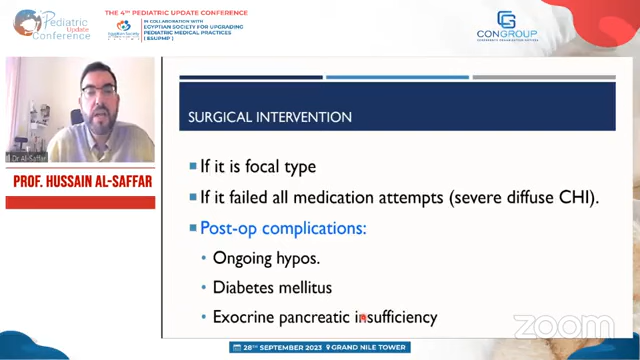 Pediatric
Update
Conference
THE 4TH PEDIATRIC UPDATE CONFERENCE
IN COLLABORATION WITH
EGYPTIAN SOCIETY FOR UPGRADING
PEDIATRIC MEDICAL PRACTICES
( ESUPMP )
CONGROUP
Dr Al-Saffar
PROF. HUSSAIN AL-SAFFAR
SURGICAL INTERVENTION
If it is focal type
If it failed all medication attempts (severe diffuse CHI).
Post-op complications:
Ongoing hypos.
Diabetes mellitus
Exocrine pancreatic insufficiency
zoom
28TH SEPTEMBER 2023 GRAND NILE TOWER